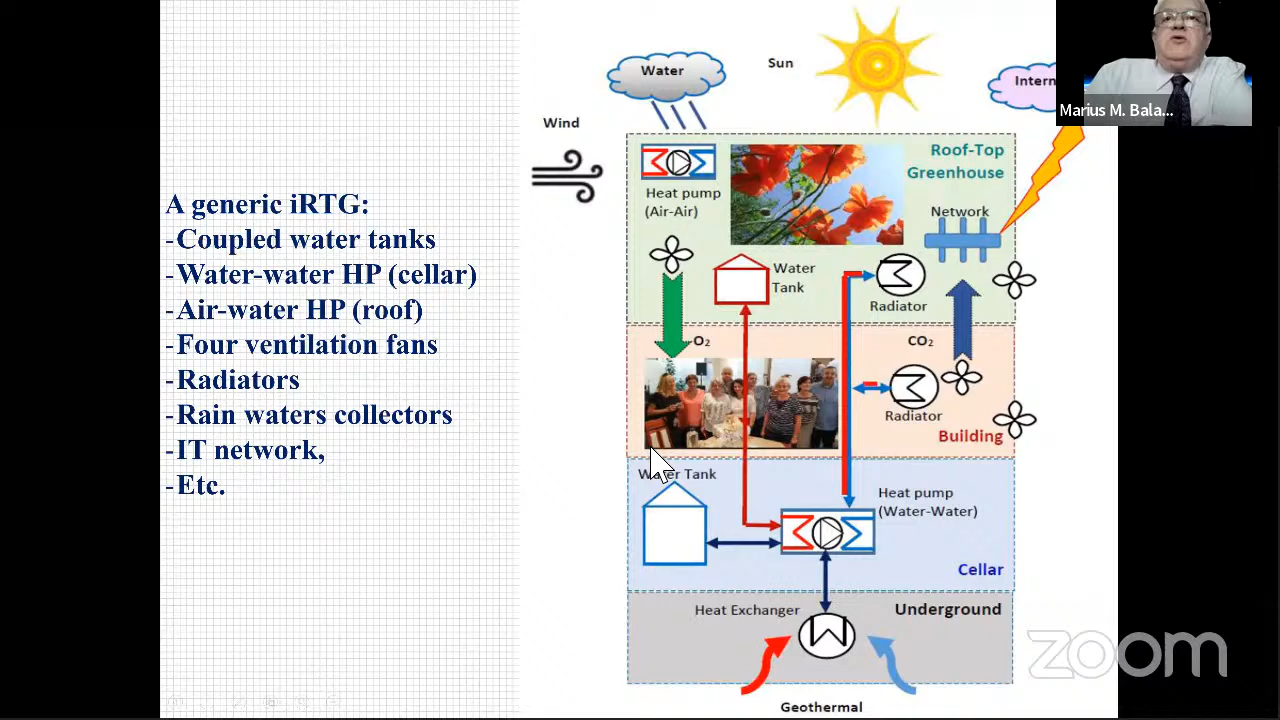 A generic iRTG:
-Coupled water tanks
-Water-water HP (cellar)
-Air-water HP (roof)
-Four ventilation fans
-Radiators
-Rain waters collectors
-IT network,
-Etc.
Water
Sun
Intern
Marius M. Bala...
Wind
Roof-Top
Greenhouse
Heat pump
(Air-Air)
Network
Water
Tank
Radiator
O2
CO2
Radiator
Building
Water Tank
Heat pump
(Water-Water)
Cellar
Heat Exchanger
Underground
Geothermal
zoom